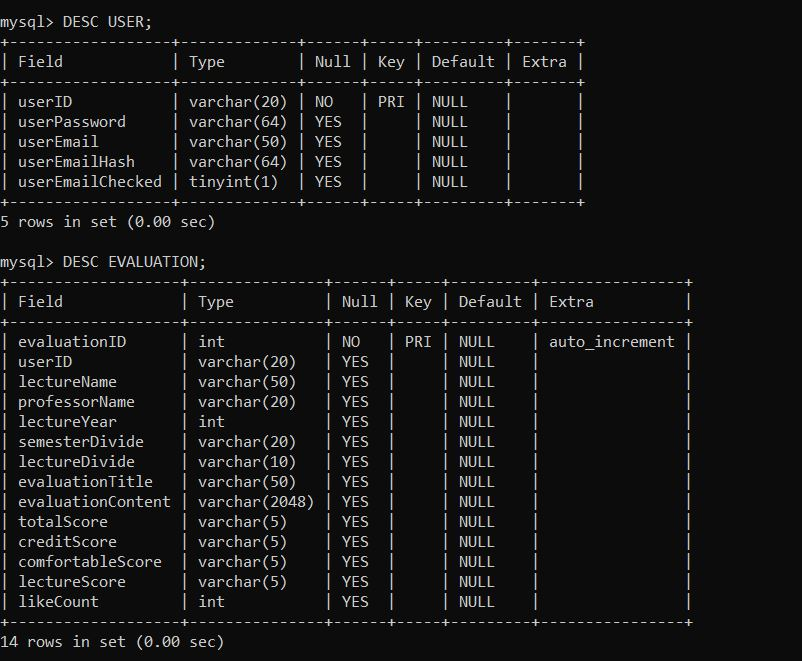 mysql> DESC USER;
+------------------+-------------+------+-----+---------+-------+
| Field            | Type        | Null | Key | Default | Extra |
+------------------+-------------+------+-----+---------+-------+
| userID           | varchar(20) | NO   | PRI | NULL    |       |
| userPassword     | varchar(64) | YES  |     | NULL    |       |
| userEmail        | varchar(50) | YES  |     | NULL    |       |
| userEmailHash    | varchar(64) | YES  |     | NULL    |       |
| userEmailChecked | tinyint(1)  | YES  |     | NULL    |       |
+------------------+-------------+------+-----+---------+-------+
5 rows in set (0.00 sec)

mysql> DESC EVALUATION;
+-------------------+---------------+------+-----+---------+----------------+
| Field             | Type          | Null | Key | Default | Extra          |
+-------------------+---------------+------+-----+---------+----------------+
| evaluationID      | int           | NO   | PRI | NULL    | auto_increment |
| userID            | varchar(20)   | YES  |     | NULL    |                |
| lectureName       | varchar(50)   | YES  |     | NULL    |                |
| professorName     | varchar(20)   | YES  |     | NULL    |                |
| lectureYear       | int           | YES  |     | NULL    |                |
| semesterDivide    | varchar(20)   | YES  |     | NULL    |                |
| lectureDivide     | varchar(10)   | YES  |     | NULL    |                |
| evaluationTitle   | varchar(50)   | YES  |     | NULL    |                |
| evaluationContent | varchar(2048) | YES  |     | NULL    |                |
| totalScore        | varchar(5)    | YES  |     | NULL    |                |
| creditScore       | varchar(5)    | YES  |     | NULL    |                |
| comfortableScore  | varchar(5)    | YES  |     | NULL    |                |
| lectureScore      | varchar(5)    | YES  |     | NULL    |                |
| likeCount         | int           | YES  |     | NULL    |                |
+-------------------+---------------+------+-----+---------+----------------+
14 rows in set (0.00 sec)